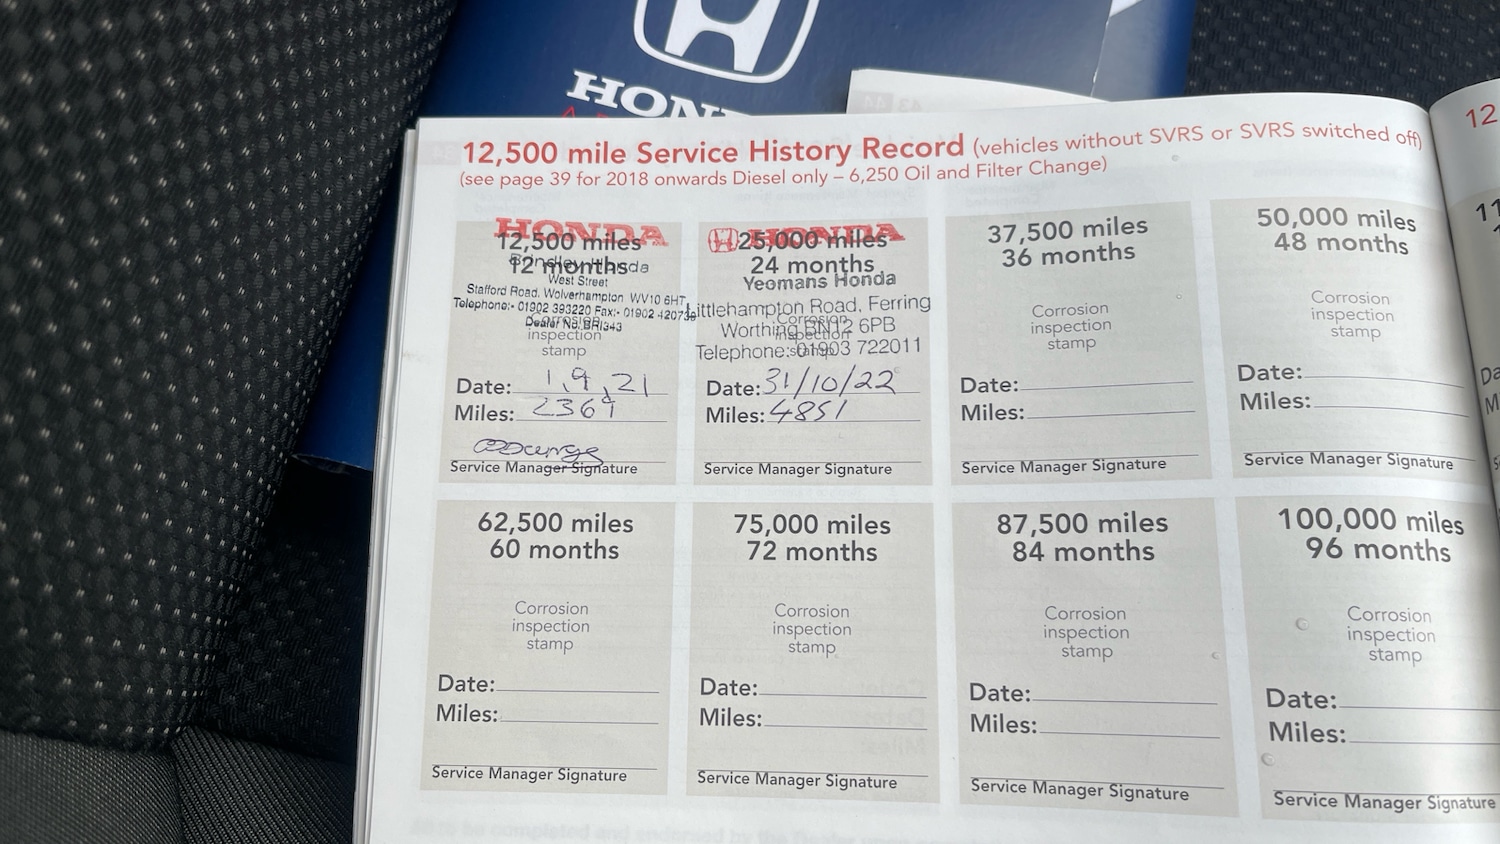 HONDA
12,500 mile Service History Record (vehicles without SVRS or SVRS switched off)
(see page 39 for 2018 onwards Diesel only – 6,250 Oil and Filter Change)
HONDA
12,500 miles
12 months
Brindley Honda
West Street
Stafford Road, Wolverhampton WV10 6HT
Telephone:- 01902 393220 Fax:- 01902
Dealer No. BRI343
Corrosion
inspection
stamp
Date: 1,9,21
Miles: 2361
Service Manager Signature
HONDA
25,000 miles
24 months
Yeomans Honda
Littlehampton Road, Ferring
Worthing BN12 6PB
Telephone: 01903 722011
Corrosion
inspection
stamp
Date: 31/10/22
Miles: 4851
Service Manager Signature
37,500 miles
36 months
Corrosion
inspection
stamp
Date:
Miles:
Service Manager Signature
50,000 miles
48 months
Corrosion
inspection
stamp
Date:
Miles:
Service Manager Signature
62,500 miles
60 months
Corrosion
inspection
stamp
Date:
Miles:
Service Manager Signature
75,000 miles
72 months
Corrosion
inspection
stamp
Date:
Miles:
Service Manager Signature
87,500 miles
84 months
Corrosion
inspection
stamp
Date:
Miles:
Service Manager Signature
100,000 miles
96 months
Corrosion
inspection
stamp
Date:
Miles:
Service Manager Signature
12